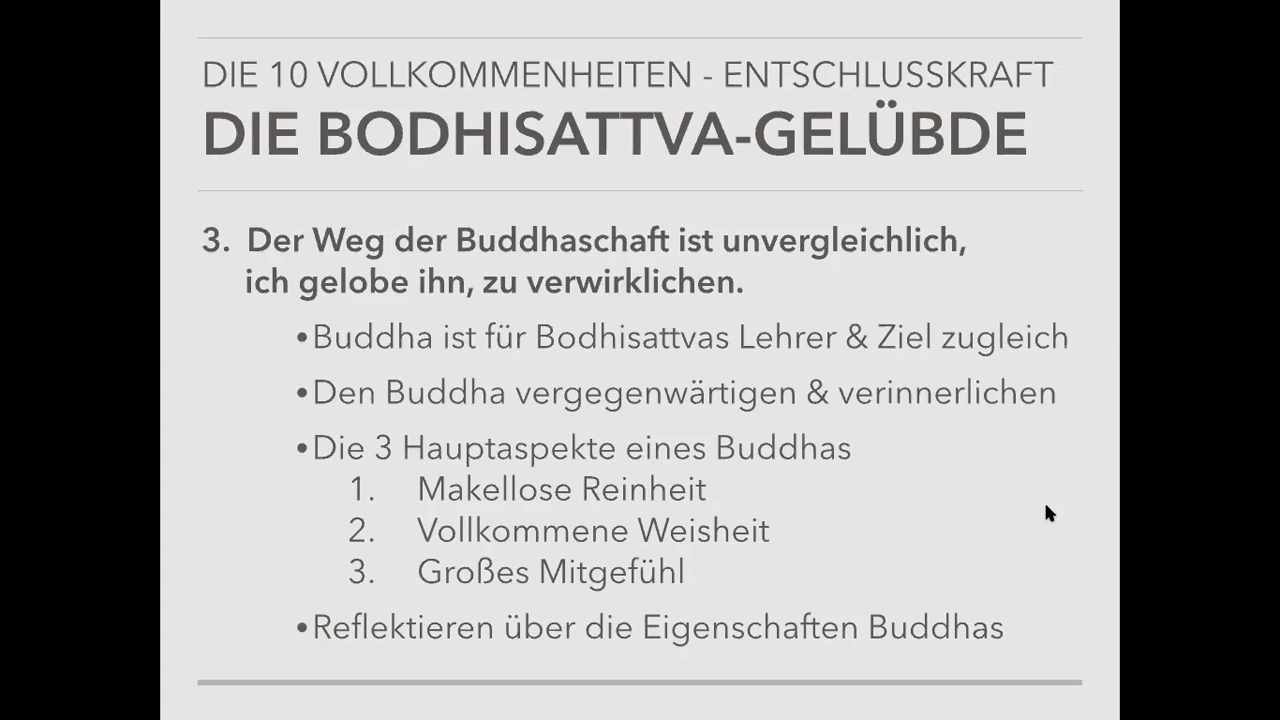 DIE 10 VOLLKOMMENHEITEN - ENTSCHLUSSKRAFT
DIE BODHISATTVA-GELÜBDE
3. Der Weg der Buddhaschaft ist unvergleichlich,
ich gelobe ihn, zu verwirklichen.
•Buddha ist für Bodhisattvas Lehrer & Ziel zugleich
•Den Buddha vergegenwärtigen & verinnerlichen
•Die 3 Hauptaspekte eines Buddhas
1. Makellose Reinheit
2. Vollkommene Weisheit
3. Großes Mitgefühl
•Reflektieren über die Eigenschaften Buddhas